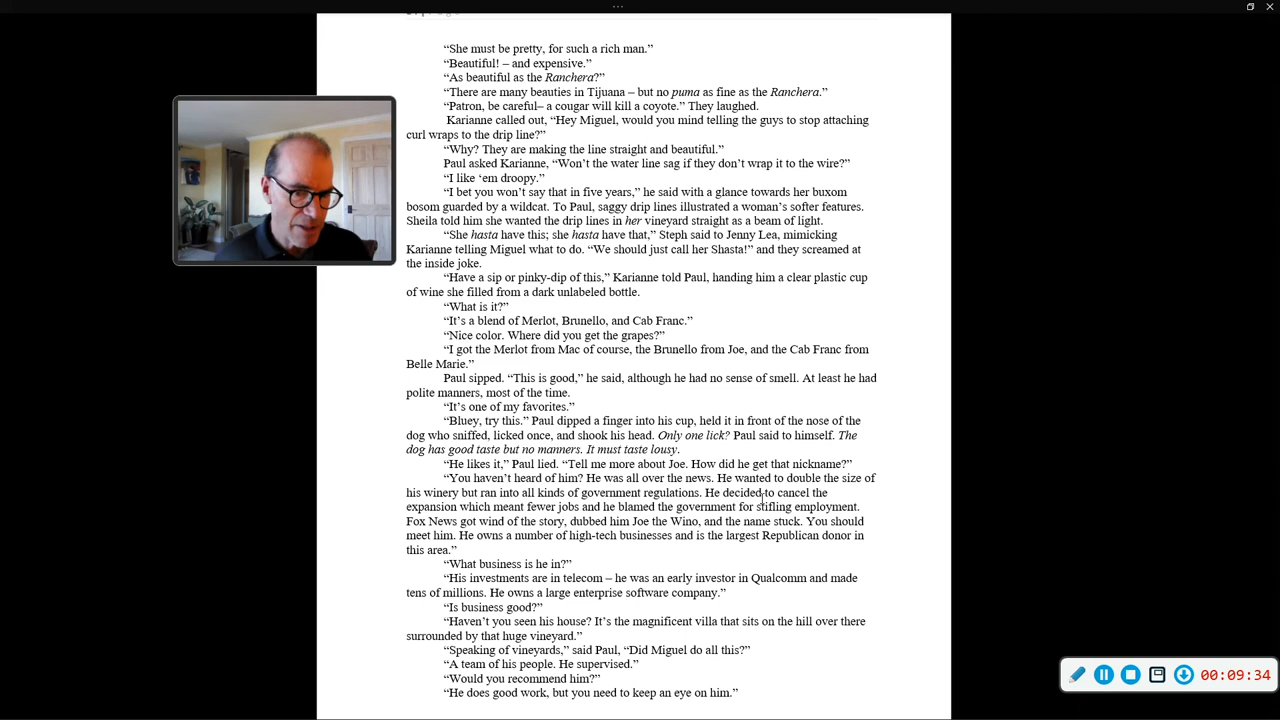 “She must be pretty, for such a rich man.”
“Beautiful! – and expensive.”
“As beautiful as the Ranchera?”
“There are many beauties in Tijuana – but no puma as fine as the Ranchera.”
“Patron, be careful– a cougar will kill a coyote.” They laughed.
Karianne called out, “Hey Miguel, would you mind telling the guys to stop attaching
curl wraps to the drip line?”
“Why? They are making the line straight and beautiful.”
Paul asked Karianne, “Won’t the water line sag if they don’t wrap it to the wire?”
“I like ‘em droopy.”
“I bet you won’t say that in five years,” he said with a glance towards her buxom
bosom guarded by a wildcat. To Paul, saggy drip lines illustrated a woman’s softer features.
Sheila told him she wanted the drip lines in her vineyard straight as a beam of light.
“She hasta have this; she hasta have that,” Steph said to Jenny Lea, mimicking
Karianne telling Miguel what to do. “We should just call her Shasta!” and they screamed at
the inside joke.
“Have a sip or pinky-dip of this,” Karianne told Paul, handing him a clear plastic cup
of wine she filled from a dark unlabeled bottle.
“What is it?”
“It’s a blend of Merlot, Brunello, and Cab Franc.”
“Nice color. Where did you get the grapes?”
“I got the Merlot from Mac of course, the Brunello from Joe, and the Cab Franc from
Belle Marie.”
Paul sipped. “This is good,” he said, although he had no sense of smell. At least he had
polite manners, most of the time.
“It’s one of my favorites.”
“Bluey, try this.” Paul dipped a finger into his cup, held it in front of the nose of the
dog who sniffed, licked once, and shook his head. Only one lick? Paul said to himself. The
dog has good taste but no manners. It must taste lousy.
“He likes it,” Paul lied. “Tell me more about Joe. How did he get that nickname?”
“You haven’t heard of him? He was all over the news. He wanted to double the size of
his winery but ran into all kinds of government regulations. He decided to cancel the
expansion which meant fewer jobs and he blamed the government for stifling employment.
Fox News got wind of the story, dubbed him Joe the Wino, and the name stuck. You should
meet him. He owns a number of high-tech businesses and is the largest Republican donor in
this area.”
“What business is he in?”
“His investments are in telecom – he was an early investor in Qualcomm and made
tens of millions. He owns a large enterprise software company.”
“Is business good?”
“Haven’t you seen his house? It’s the magnificent villa that sits on the hill over there
surrounded by that huge vineyard.”
“Speaking of vineyards,” said Paul, “Did Miguel do all this?”
“A team of his people. He supervised.”
“Would you recommend him?”
“He does good work, but you need to keep an eye on him.”
00:09:34